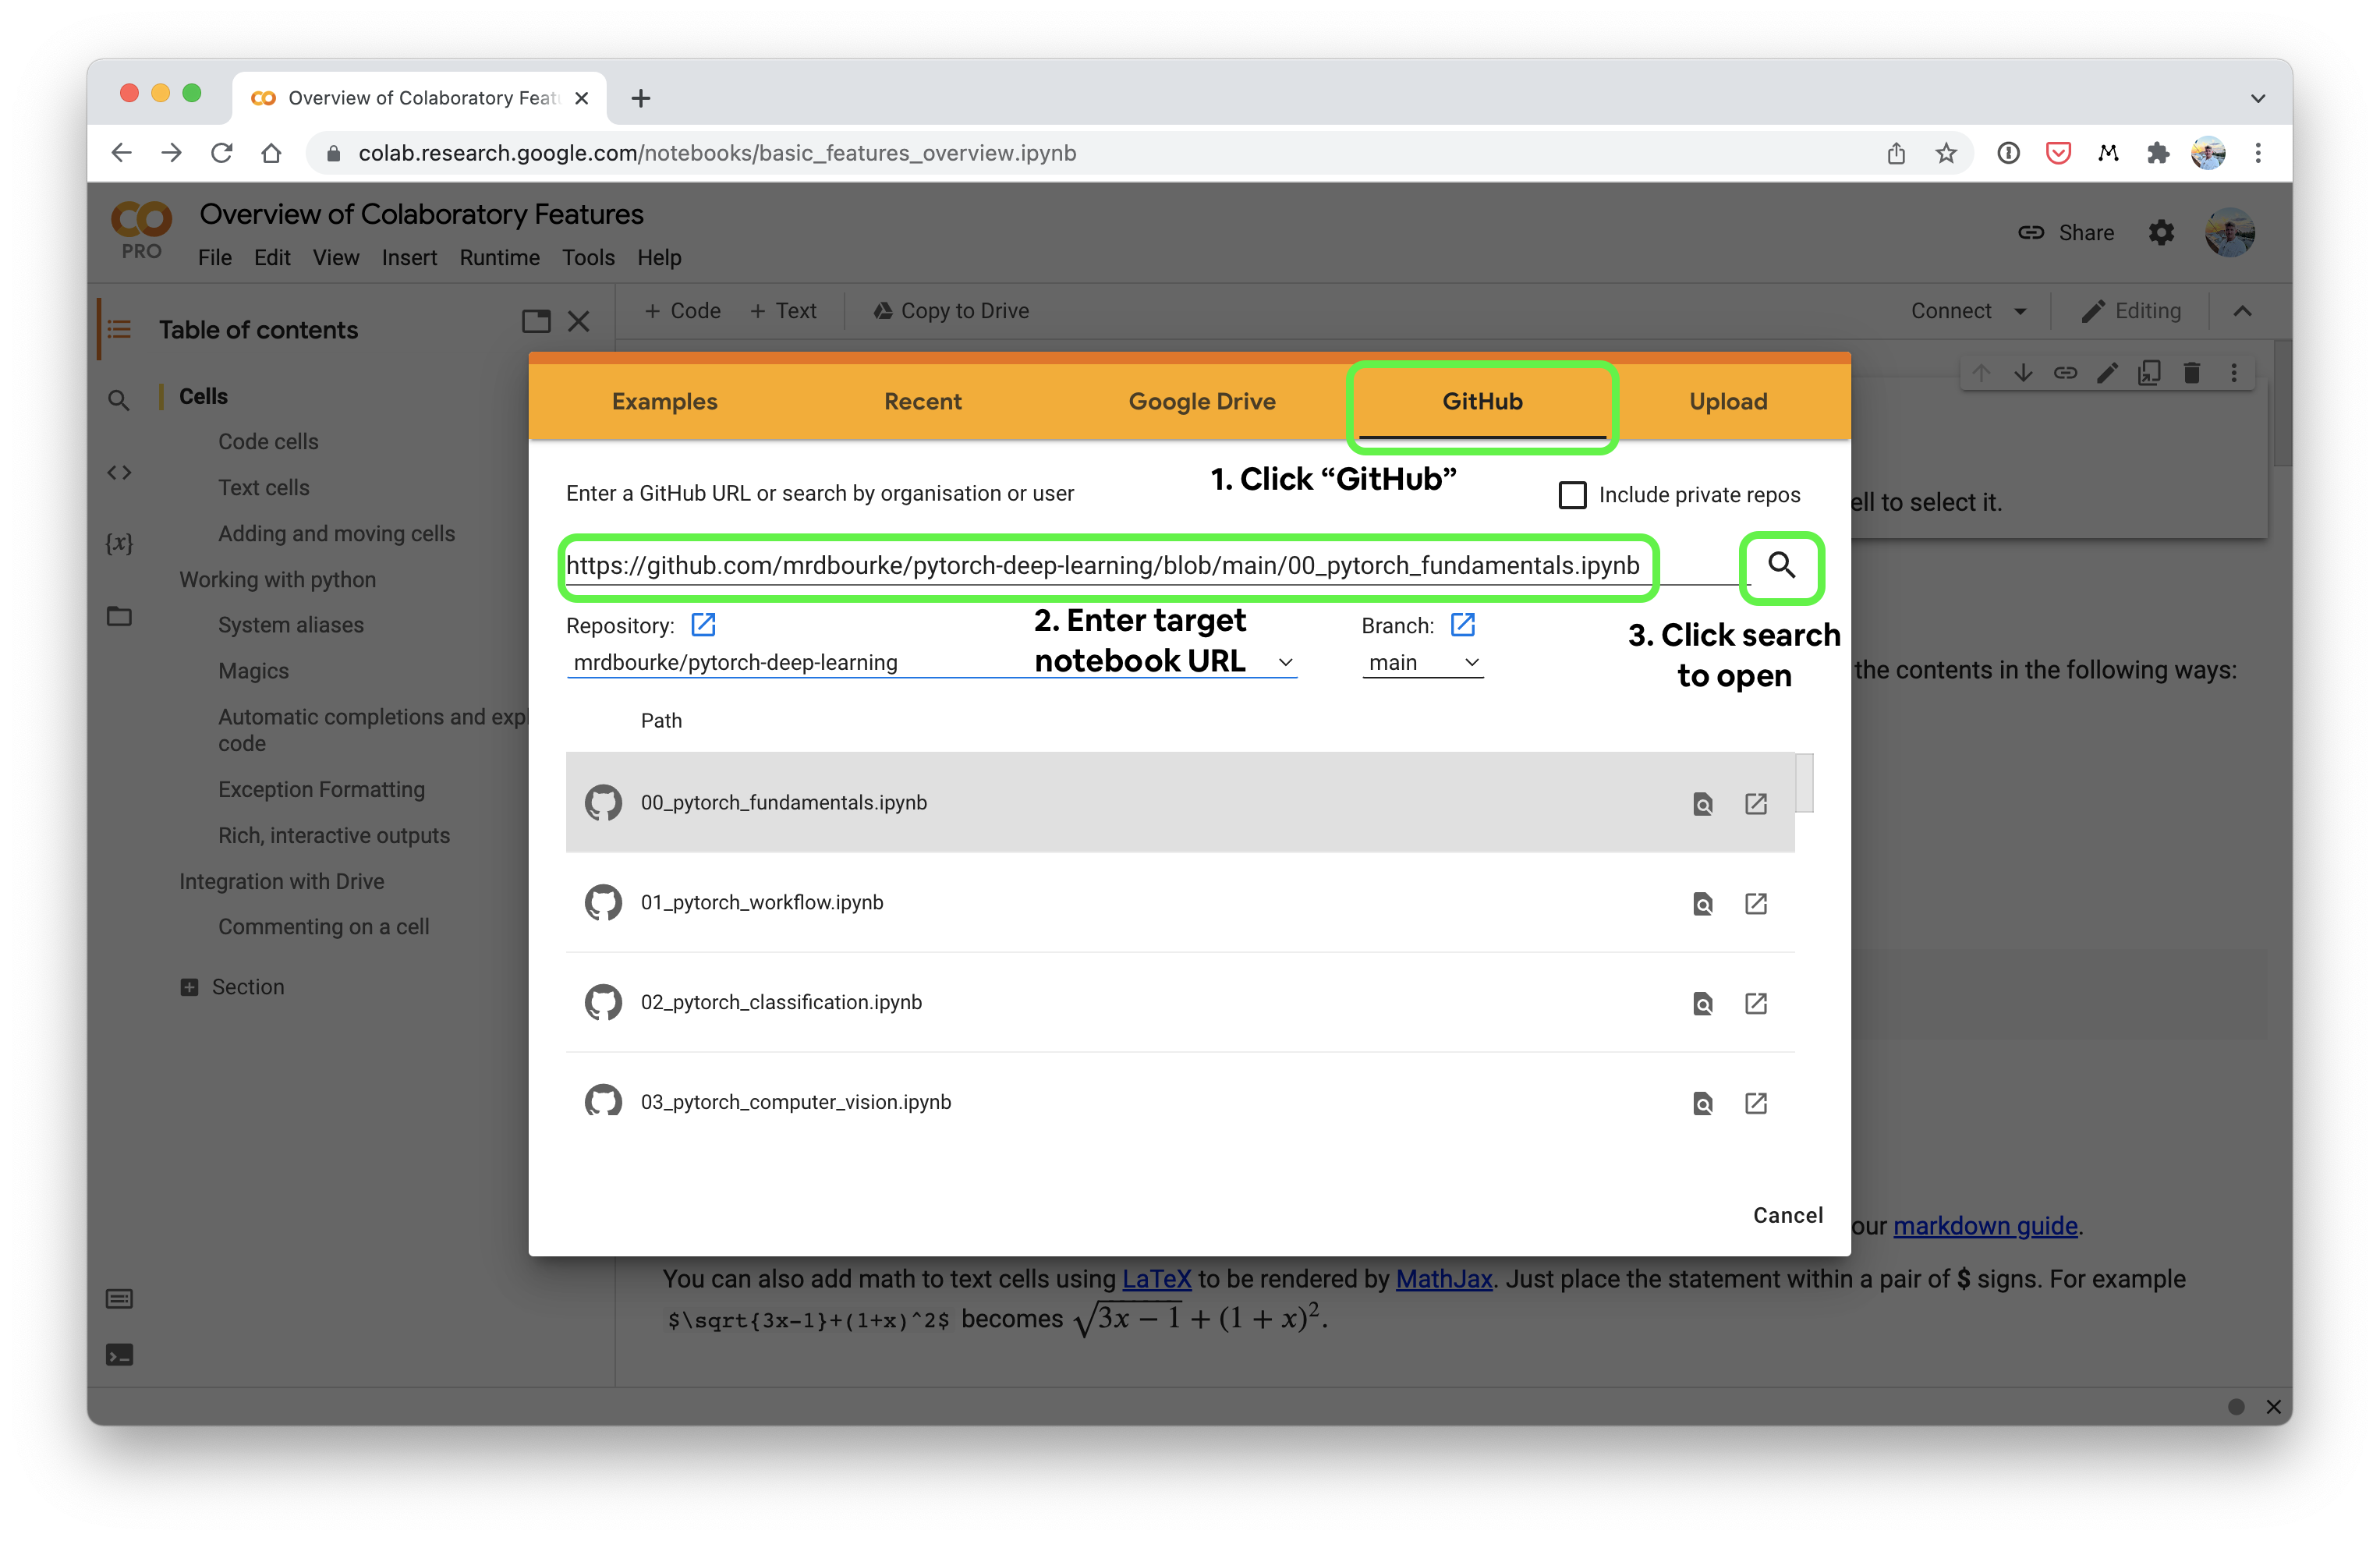 Overview of Colaboratory Feat
colab.research.google.com/notebooks/basic_features_overview.ipynb
PRO
Overview of Colaboratory Features
File Edit View Insert Runtime Tools Help
Share
Table of contents
+ Code + Text Copy to Drive
Connect Editing
Cells
Code cells
Text cells
Adding and moving cells
Working with python
System aliases
Magics
Automatic completions and exp
code
Exception Formatting
Rich, interactive outputs
Integration with Drive
Commenting on a cell
Section
Examples Recent Google Drive GitHub Upload
1. Click “GitHub”
Enter a GitHub URL or search by organisation or user
Include private repos
https://github.com/mrdbourke/pytorch-deep-learning/blob/main/00_pytorch_fundamentals.ipynb
Repository:
mrdbourke/pytorch-deep-learning
2. Enter target
notebook URL
Branch:
main
3. Click search
to open
Path
00_pytorch_fundamentals.ipynb
01_pytorch_workflow.ipynb
02_pytorch_classification.ipynb
03_pytorch_computer_vision.ipynb
Cancel
ell to select it.
the contents in the following ways:
our markdown guide.
You can also add math to text cells using LaTeX to be rendered by MathJax. Just place the statement within a pair of $ signs. For example
$\sqrt{3x-1}+(1+x)^2$ becomes √3x − 1 + (1 + x)².